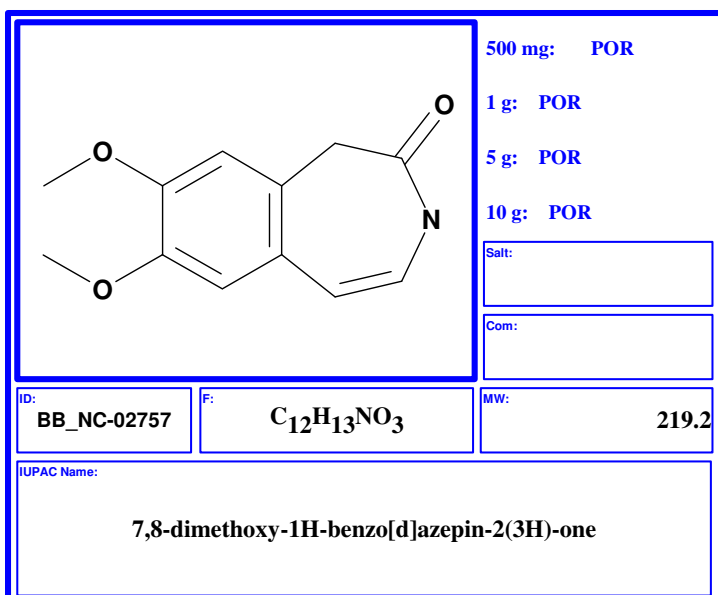 500 mg: POR
1 g: POR
5 g: POR
10 g: POR
O
O
N
O
Salt:
Com:
ID:
BB_NC-02757
F:
C12H13NO3
MW:
219.2
IUPAC Name:
7,8-dimethoxy-1H-benzo[d]azepin-2(3H)-one